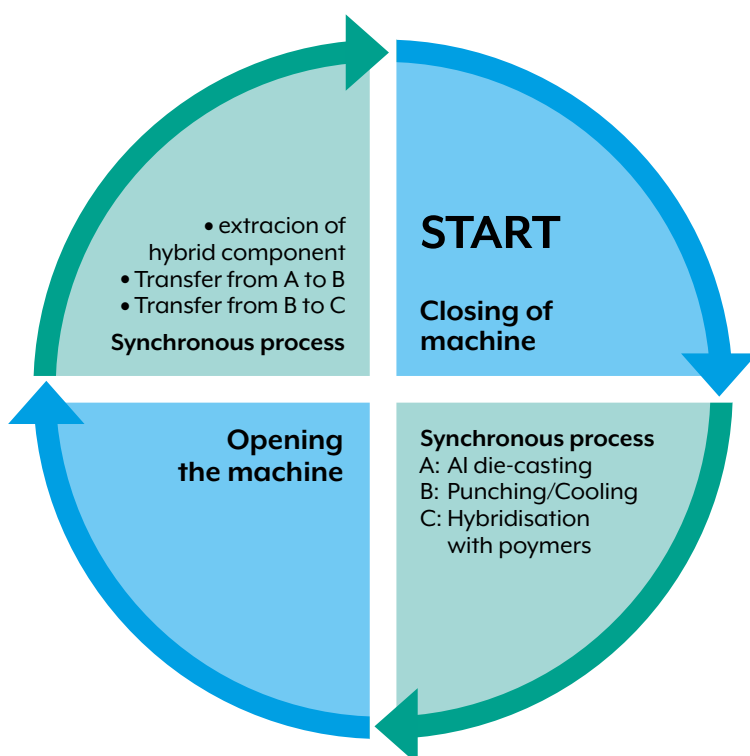 START
Closing of
machine
Synchronous process
A: Al die-casting
B: Punching/Cooling
C: Hybridisation
with poymers
Opening
the machine
• extracion of
hybrid component
• Transfer from A to B
• Transfer from B to C
Synchronous process